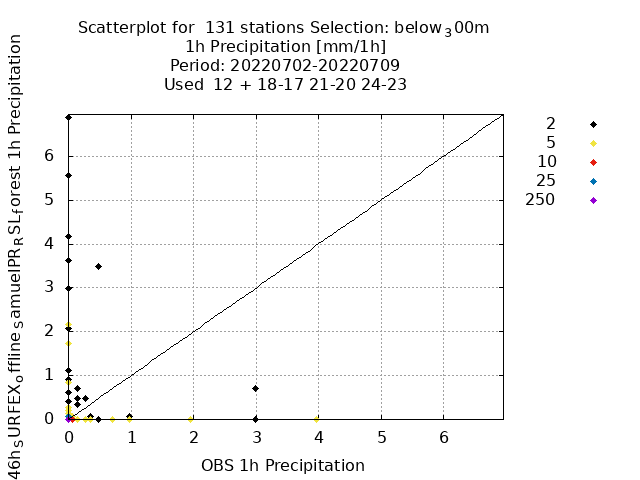 Scatterplot for 131 stations Selection: below₃00m
1h Precipitation [mm/1h]
Period: 20220702-20220709
Used 12 + 18-17 21-20 24-23
46hₛURFEXₒfflineₛamuelPRᵣSLforest 1h Precipitation
2
5
10
25
250
6
5
4
3
2
1
0
0 1 2 3 4 5 6
OBS 1h Precipitation